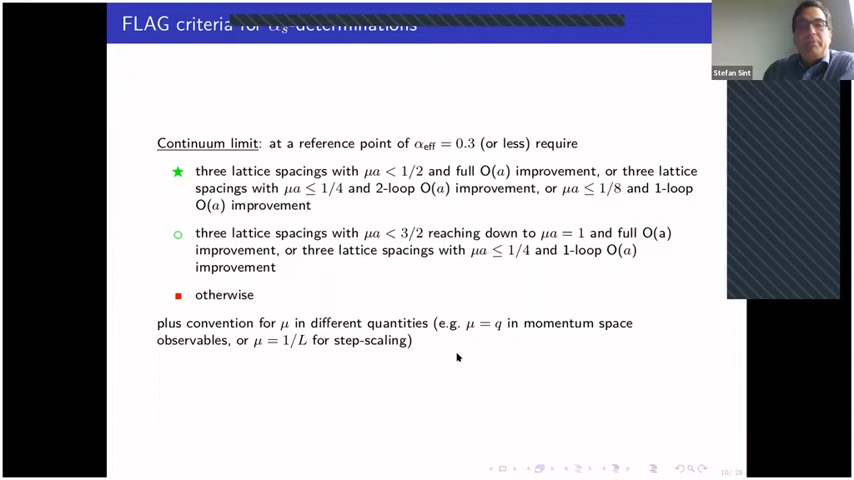 FLAG criteria for αs-determinations
Stefan Sint
Continuum limit: at a reference point of αeff = 0.3 (or less) require
★ three lattice spacings with μa < 1/2 and full O(a) improvement, or three lattice
spacings with μa ≤ 1/4 and 2-loop O(a) improvement, or μa ≤ 1/8 and 1-loop
O(a) improvement
○ three lattice spacings with μa < 3/2 reaching down to μa = 1 and full O(a)
improvement, or three lattice spacings with μa ≤ 1/4 and 1-loop O(a)
improvement
■ otherwise
plus convention for μ in different quantities (e.g. μ = q in momentum space
observables, or μ = 1/L for step-scaling)